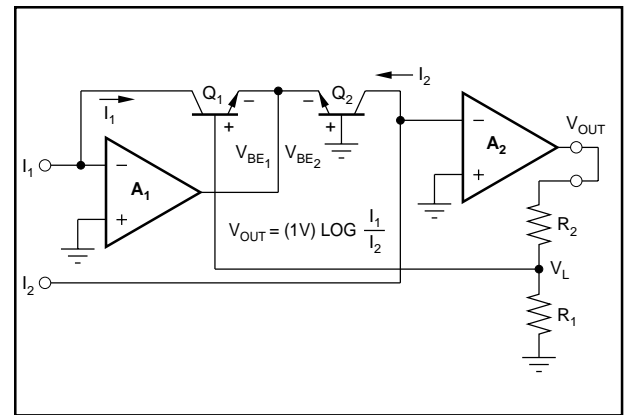 Q1
Q2
I2
I1
−
−
+
+
VBE1
VBE2
−
A2
+
VOUT
I1
−
A1
+
R2
VOUT = (1V) LOG I1
I2
VL
I2
R1